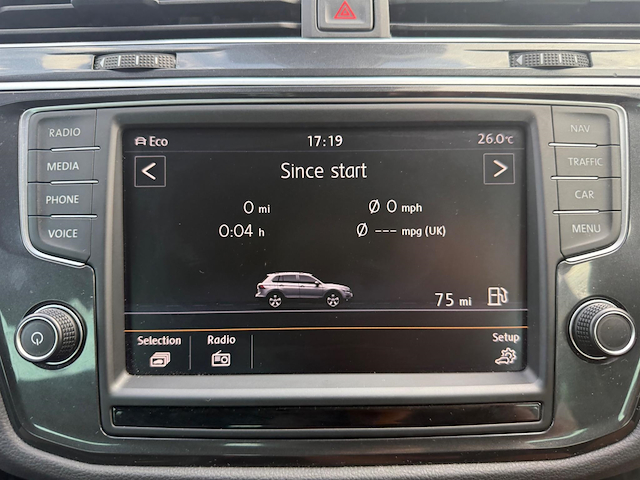 RADIO
MEDIA
PHONE
VOICE
Eco 17:19 26.0°C
Since start
0 mi Ø 0 mph
0:04 h Ø --- mpg (UK)
75 mi
Selection Radio Setup
NAV
TRAFFIC
CAR
MENU